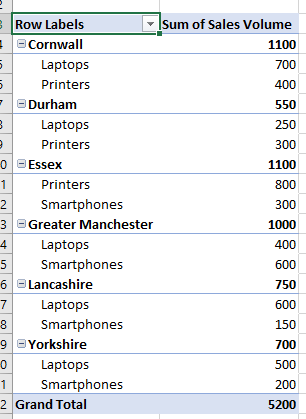 Row Labels Sum of Sales Volume
Cornwall 1100
Laptops 700
Printers 400
Durham 550
Laptops 250
Printers 300
Essex 1100
Printers 800
Smartphones 300
Greater Manchester 1000
Laptops 400
Smartphones 600
Lancashire 750
Laptops 600
Smartphones 150
Yorkshire 700
Laptops 500
Smartphones 200
Grand Total 5200